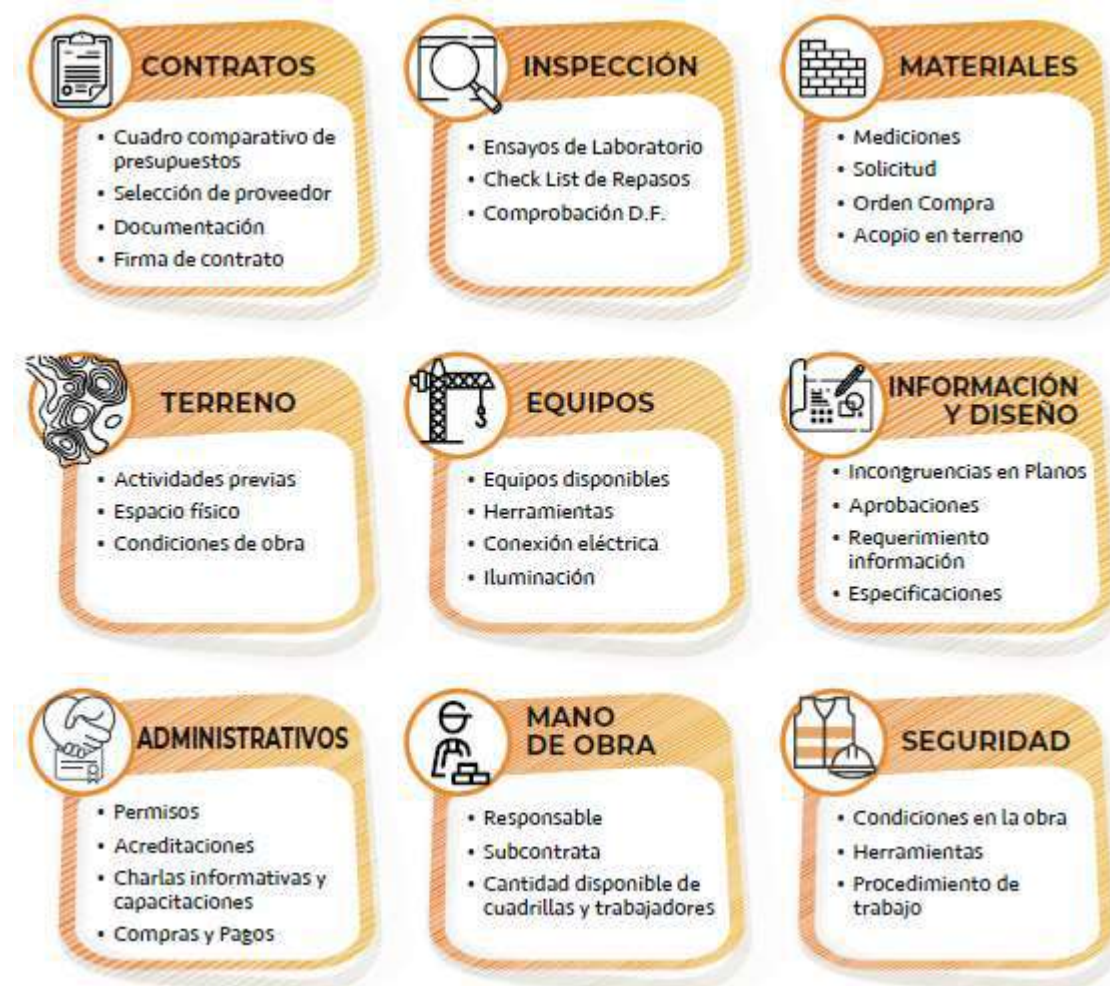 CONTRATOS
• Cuadro comparativo de
presupuestos
• Selección de proveedor
• Documentación
• Firma de contrato
INSPECCIÓN
• Ensayos de Laboratorio
• Check List de Repasos
• Comprobación D.F.
MATERIALES
• Mediciones
• Solicitud
• Orden Compra
• Acopio en terreno
TERRENO
• Actividades previas
• Espacio físico
• Condiciones de obra
EQUIPOS
• Equipos disponibles
• Herramientas
• Conexión eléctrica
• Iluminación
INFORMACIÓN
Y DISEÑO
• Incongruencias en Planos
• Aprobaciones
• Requerimiento
información
• Especificaciones
ADMINISTRATIVOS
• Permisos
• Acreditaciones
• Charlas informativas y
capacitaciones
• Compras y Pagos
MANO
DE OBRA
• Responsable
• Subcontrata
• Cantidad disponible de
cuadrillas y trabajadores
SEGURIDAD
• Condiciones en la obra
• Herramientas
• Procedimiento de
trabajo